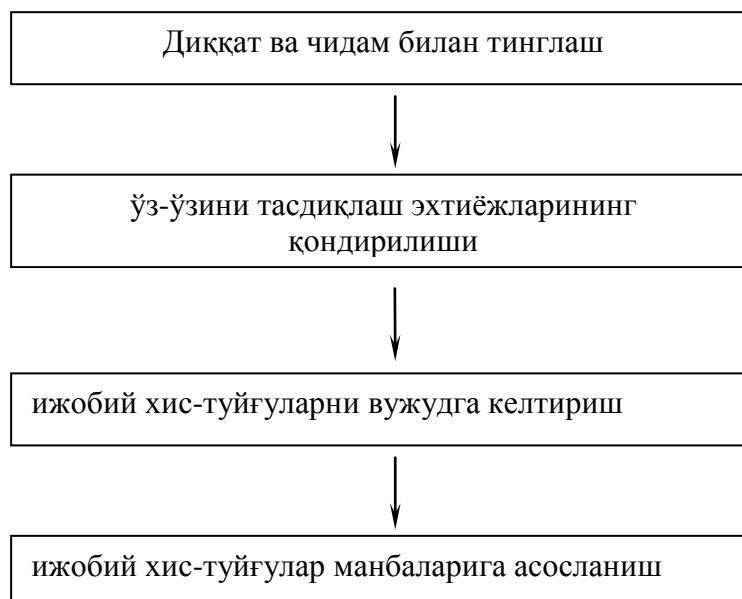 Диққат ва чидам билан тинглаш
ўз-ўзини тасдиқлаш эхтиёжларининг
қондирилиши
ижобий хис-туйғуларни вужудга келтириш
ижобий хис-туйғулар манбаларига асосланиш